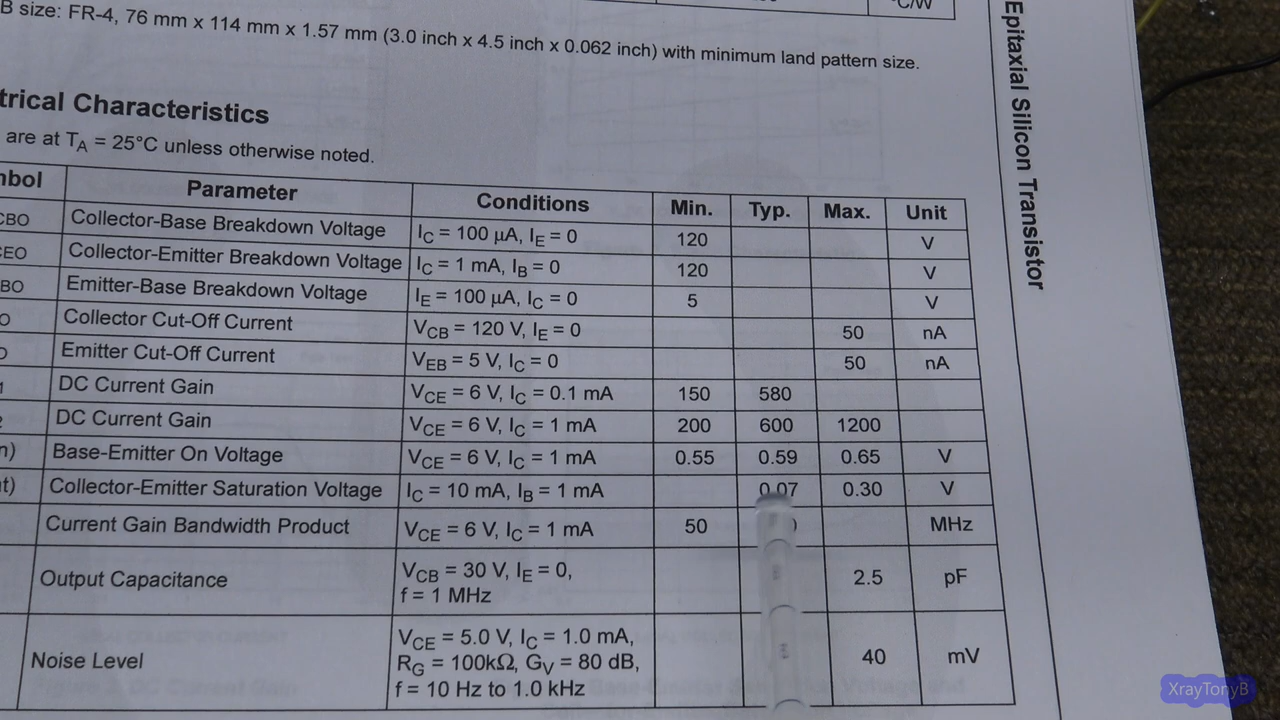 °C/W
B size: FR-4, 76 mm x 114 mm x 1.57 mm (3.0 inch x 4.5 inch x 0.062 inch) with minimum land pattern size.
trical Characteristics
are at TA = 25°C unless otherwise noted.
nbol Parameter Conditions Min. Typ. Max. Unit
CBO Collector-Base Breakdown Voltage IC = 100 μA, IE = 0 120 V
CEO Collector-Emitter Breakdown Voltage IC = 1 mA, IB = 0 120 V
BO Emitter-Base Breakdown Voltage IE = 100 μA, IC = 0 5 V
O Collector Cut-Off Current VCB = 120 V, IE = 0 50 nA
O Emitter Cut-Off Current VEB = 5 V, IC = 0 50 nA
1 DC Current Gain VCE = 6 V, IC = 0.1 mA 150 580
2 DC Current Gain VCE = 6 V, IC = 1 mA 200 600 1200
n) Base-Emitter On Voltage VCE = 6 V, IC = 1 mA 0.55 0.59 0.65 V
t) Collector-Emitter Saturation Voltage IC = 10 mA, IB = 1 mA 0.07 0.30 V
Current Gain Bandwidth Product VCE = 6 V, IC = 1 mA 50 MHz
Output Capacitance VCB = 30 V, IE = 0, 2.5 pF
f = 1 MHz
Noise Level VCE = 5.0 V, IC = 1.0 mA, 40 mV
RG = 100kΩ, GV = 80 dB,
f = 10 Hz to 1.0 kHz
Epitaxial Silicon Transistor
XrayTonyB